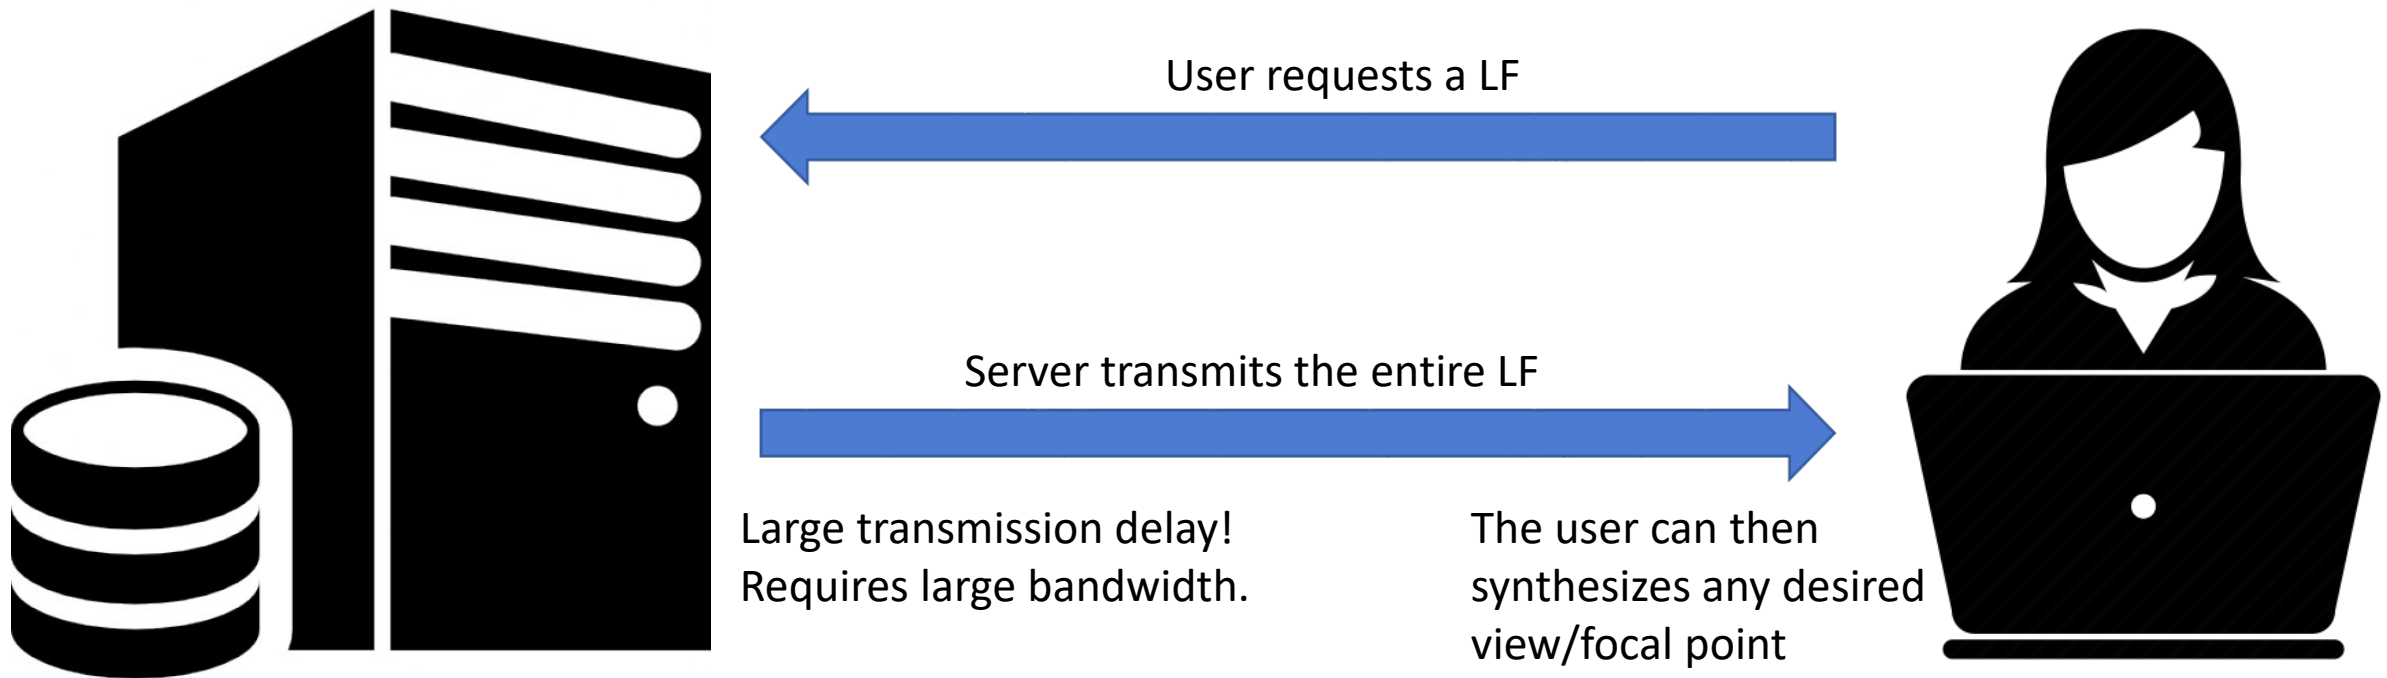 User requests a LF
Server transmits the entire LF
Large transmission delay!
Requires large bandwidth.
The user can then
synthesizes any desired
view/focal point